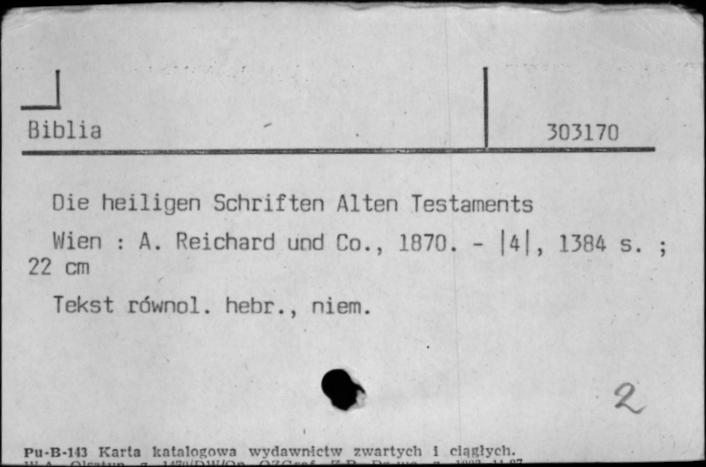 Biblia 303170
Die heiligen Schriften Alten Testaments
Wien : A. Reichard und Co., 1870. - |4|, 1384 s. ;
22 cm
Tekst równol. hebr., niem.
2
Pu-B-143 Karta katalogowa wydawnictw zwartych i ciągłych.